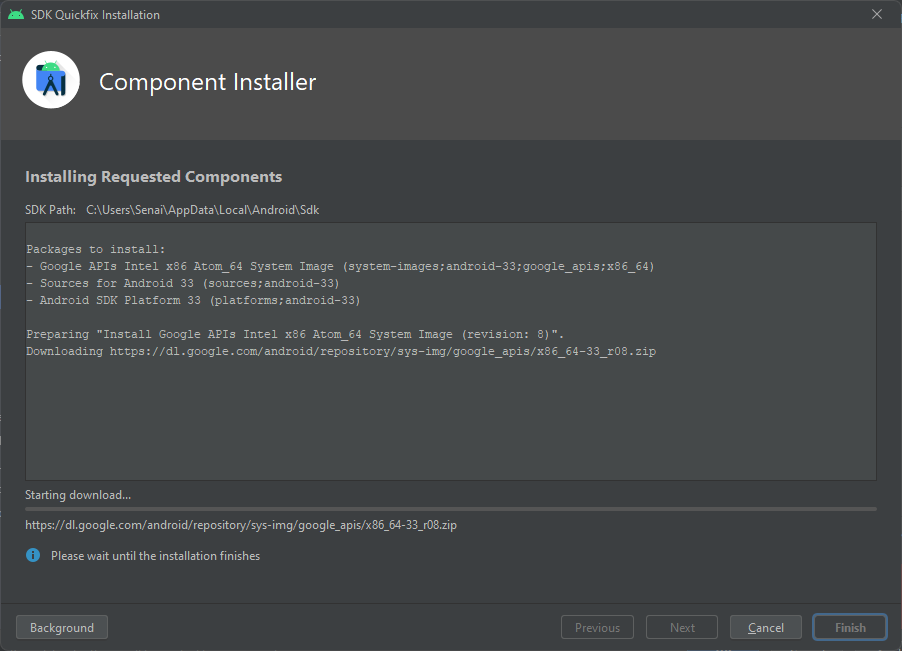 SDK Quickfix Installation
Component Installer
Installing Requested Components
SDK Path: C:\Users\Senai\AppData\Local\Android\Sdk
Packages to install:
- Google APIs Intel x86 Atom_64 System Image (system-images;android-33;google_apis;x86_64)
- Sources for Android 33 (sources;android-33)
- Android SDK Platform 33 (platforms;android-33)
Preparing "Install Google APIs Intel x86 Atom_64 System Image (revision: 8)".
Downloading https://dl.google.com/android/repository/sys-img/google_apis/x86_64-33_r08.zip
Starting download...
https://dl.google.com/android/repository/sys-img/google_apis/x86_64-33_r08.zip
Please wait until the installation finishes
Background Previous Next Cancel Finish